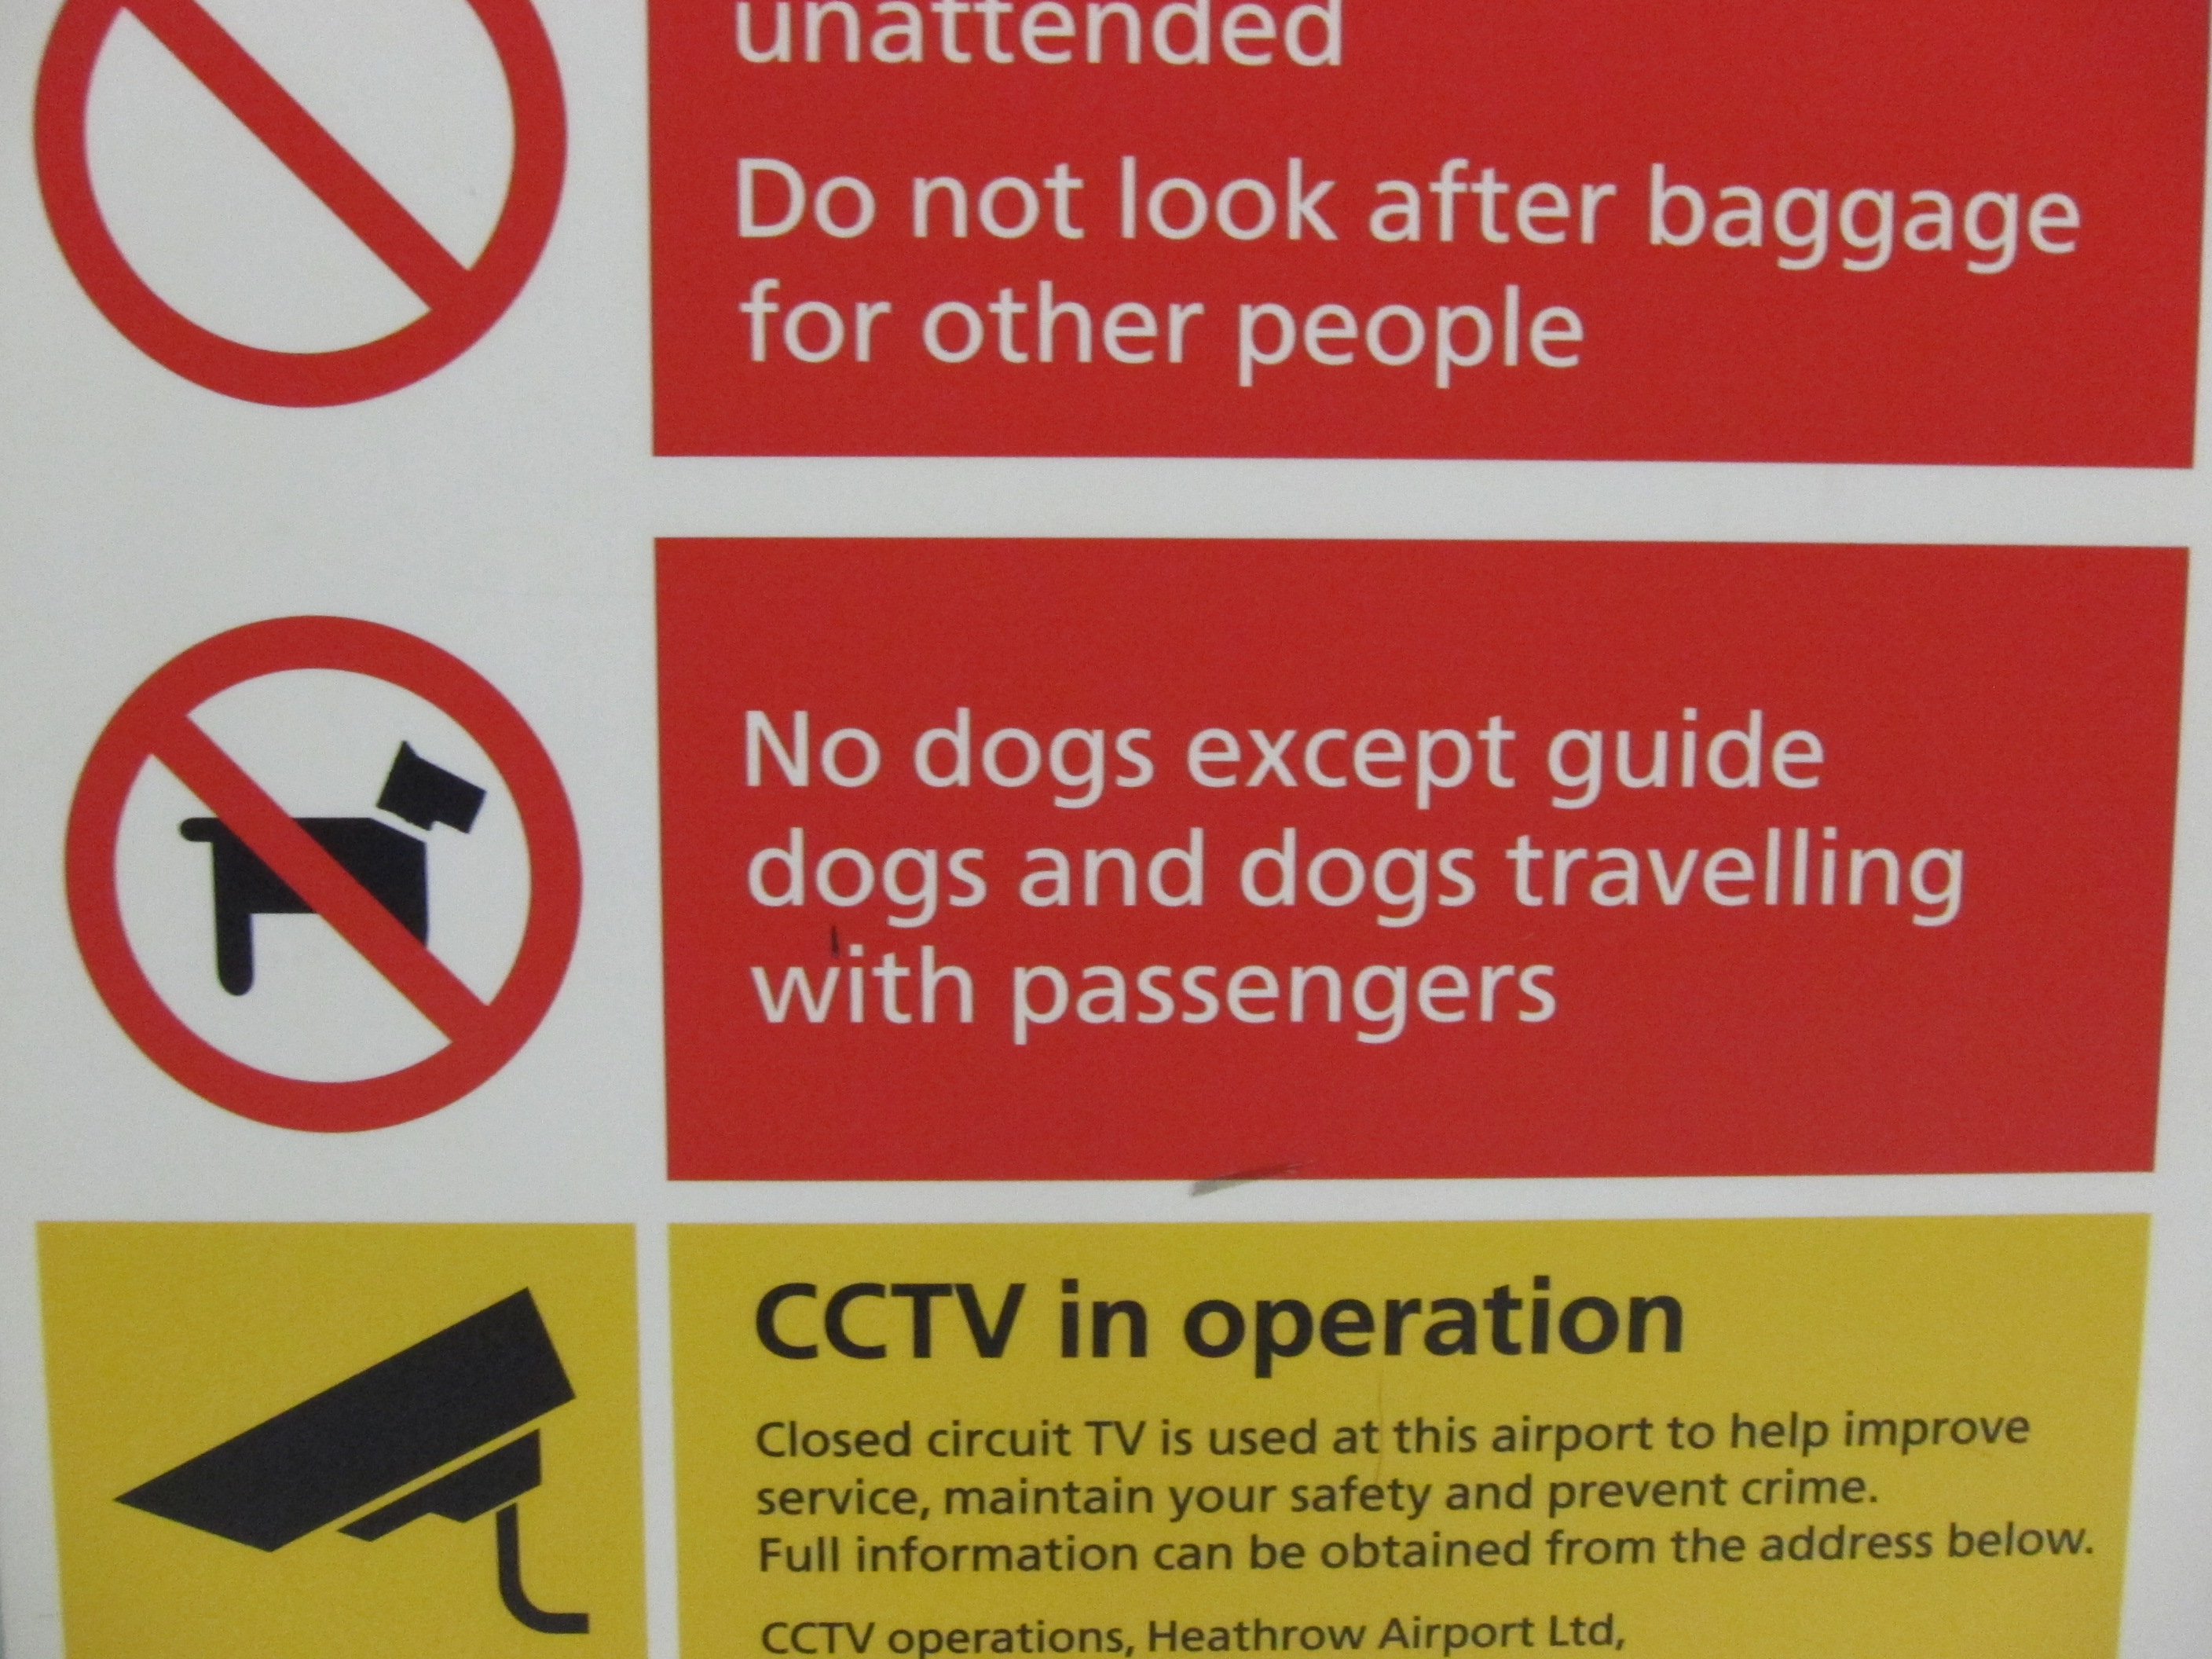 unattended
Do not look after baggage
for other people
No dogs except guide
dogs and dogs travelling
with passengers
CCTV in operation
Closed circuit TV is used at this airport to help improve
service, maintain your safety and prevent crime.
Full information can be obtained from the address below.
CCTV operations, Heathrow Airport Ltd,